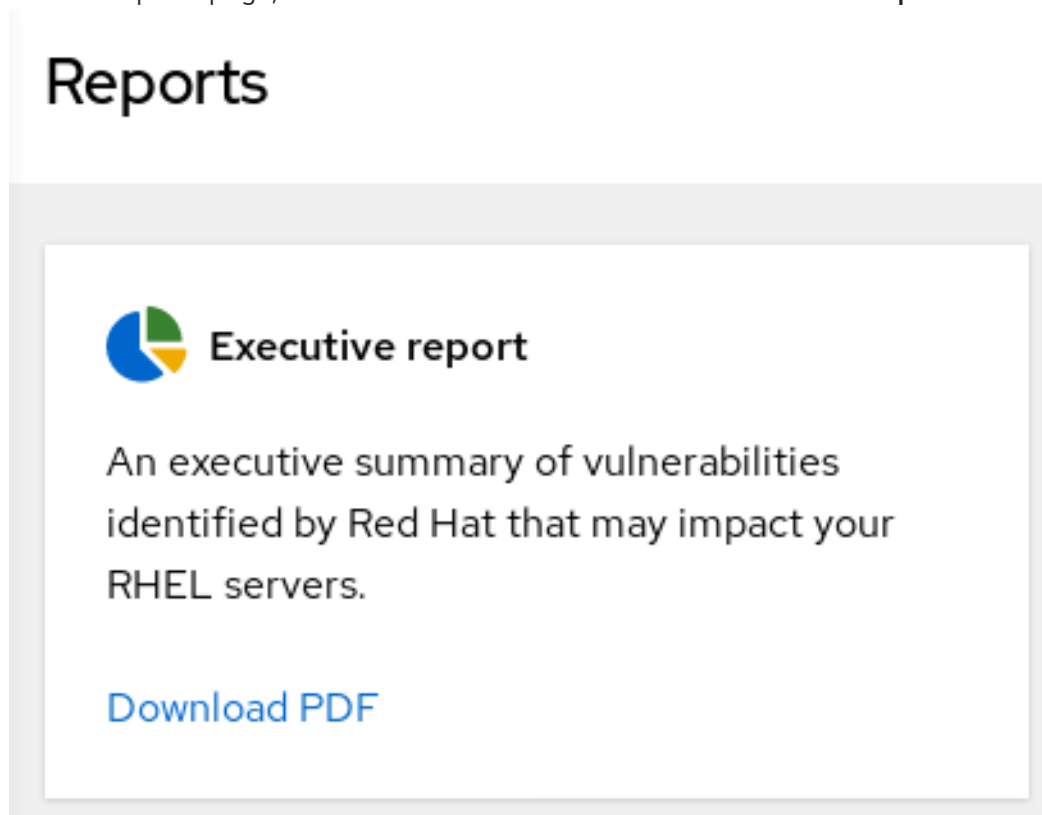 Reports
Executive report
An executive summary of vulnerabilities
identified by Red Hat that may impact your
RHEL servers.
Download PDF